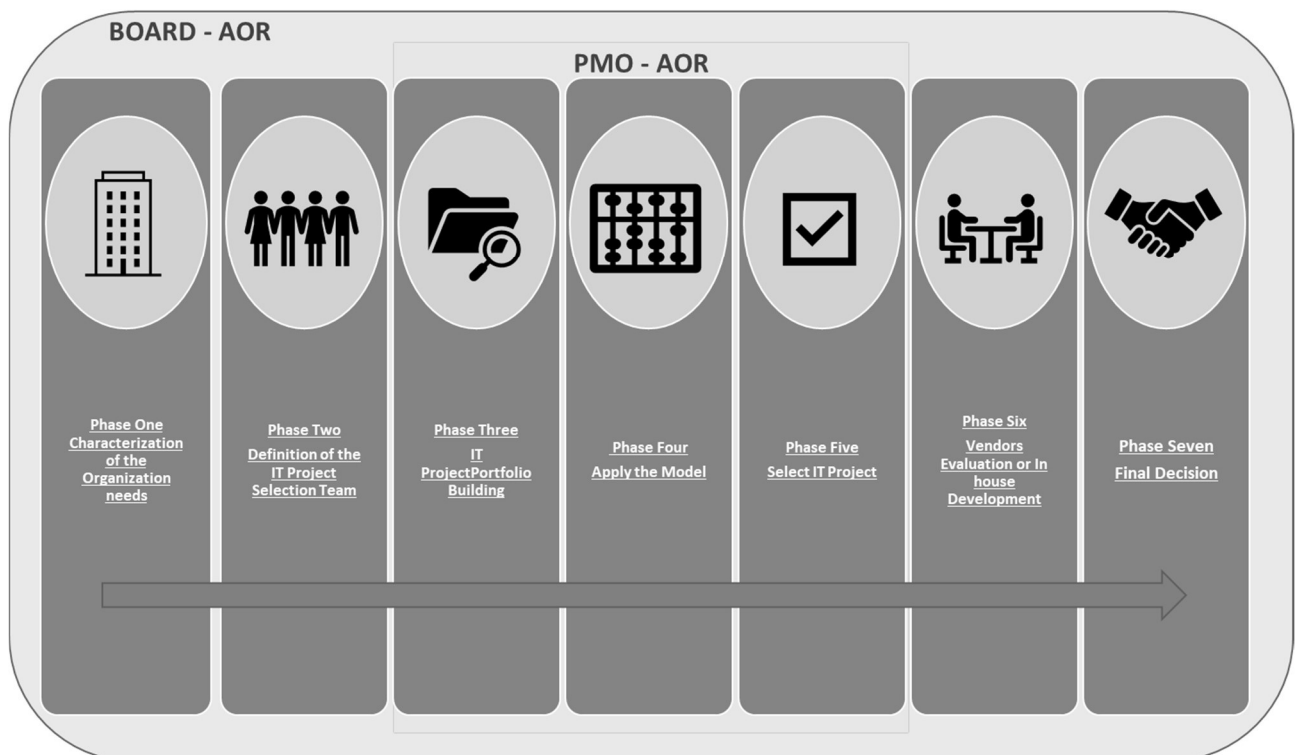 BOARD - AOR
PMO - AOR
Phase One
Characterization
of the
Organization
needs
Phase Two
Definition of the
IT Project
Selection Team
Phase Three
IT
ProjectPortfolio
Building
Phase Four
Apply the Model
Phase Five
Select IT Project
Phase Six
Vendors
Evaluation or In
house
Development
Phase Seven
Final Decision